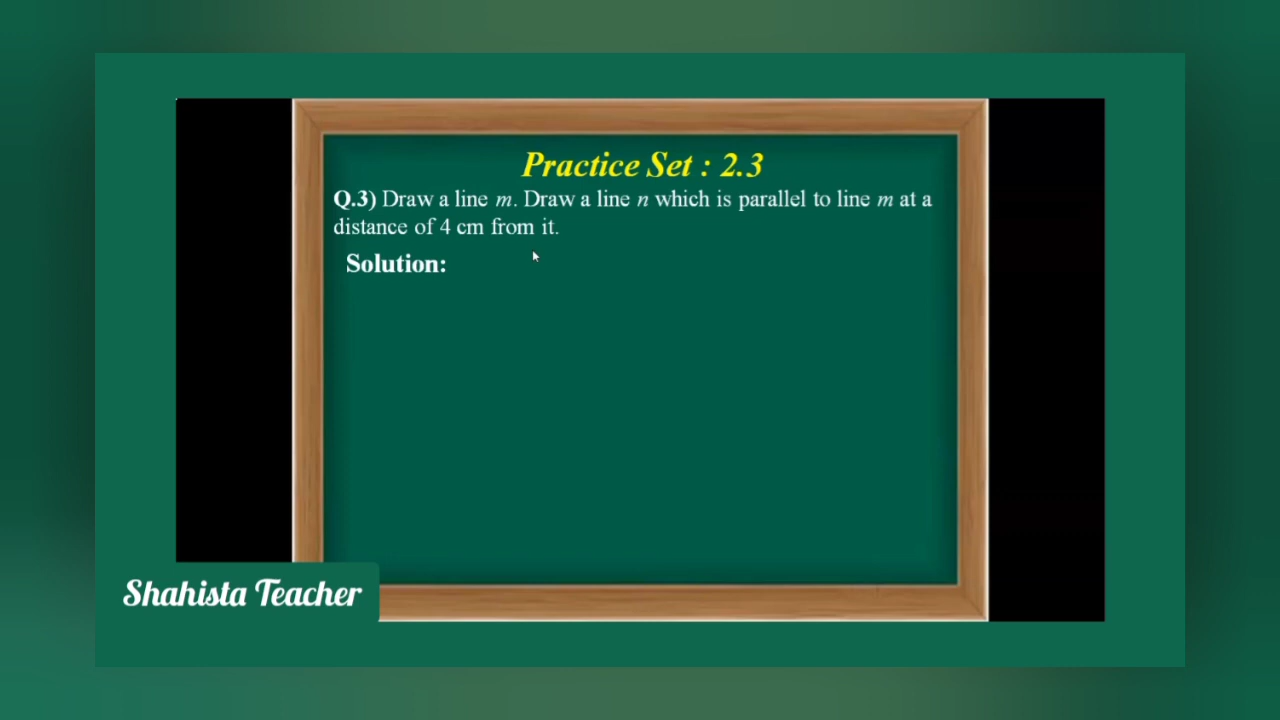 Practice Set : 2.3
Q.3) Draw a line m. Draw a line n which is parallel to line m at a
distance of 4 cm from it.
Solution:
Shahista Teacher